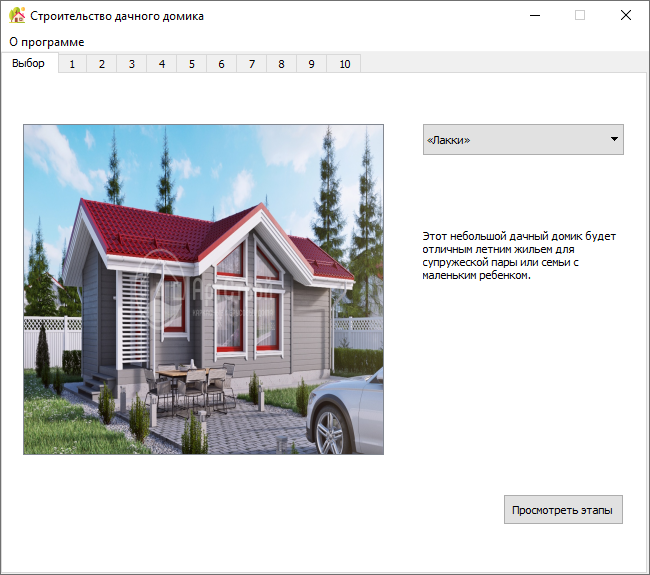 Строительство дачного домика
О программе
Выбор 1 2 3 4 5 6 7 8 9 10
«Лакки»
Этот небольшой дачный домик будет
отличным летним жильем для
супружеской пары или семьи с
маленьким ребенком.
Просмотреть этапы